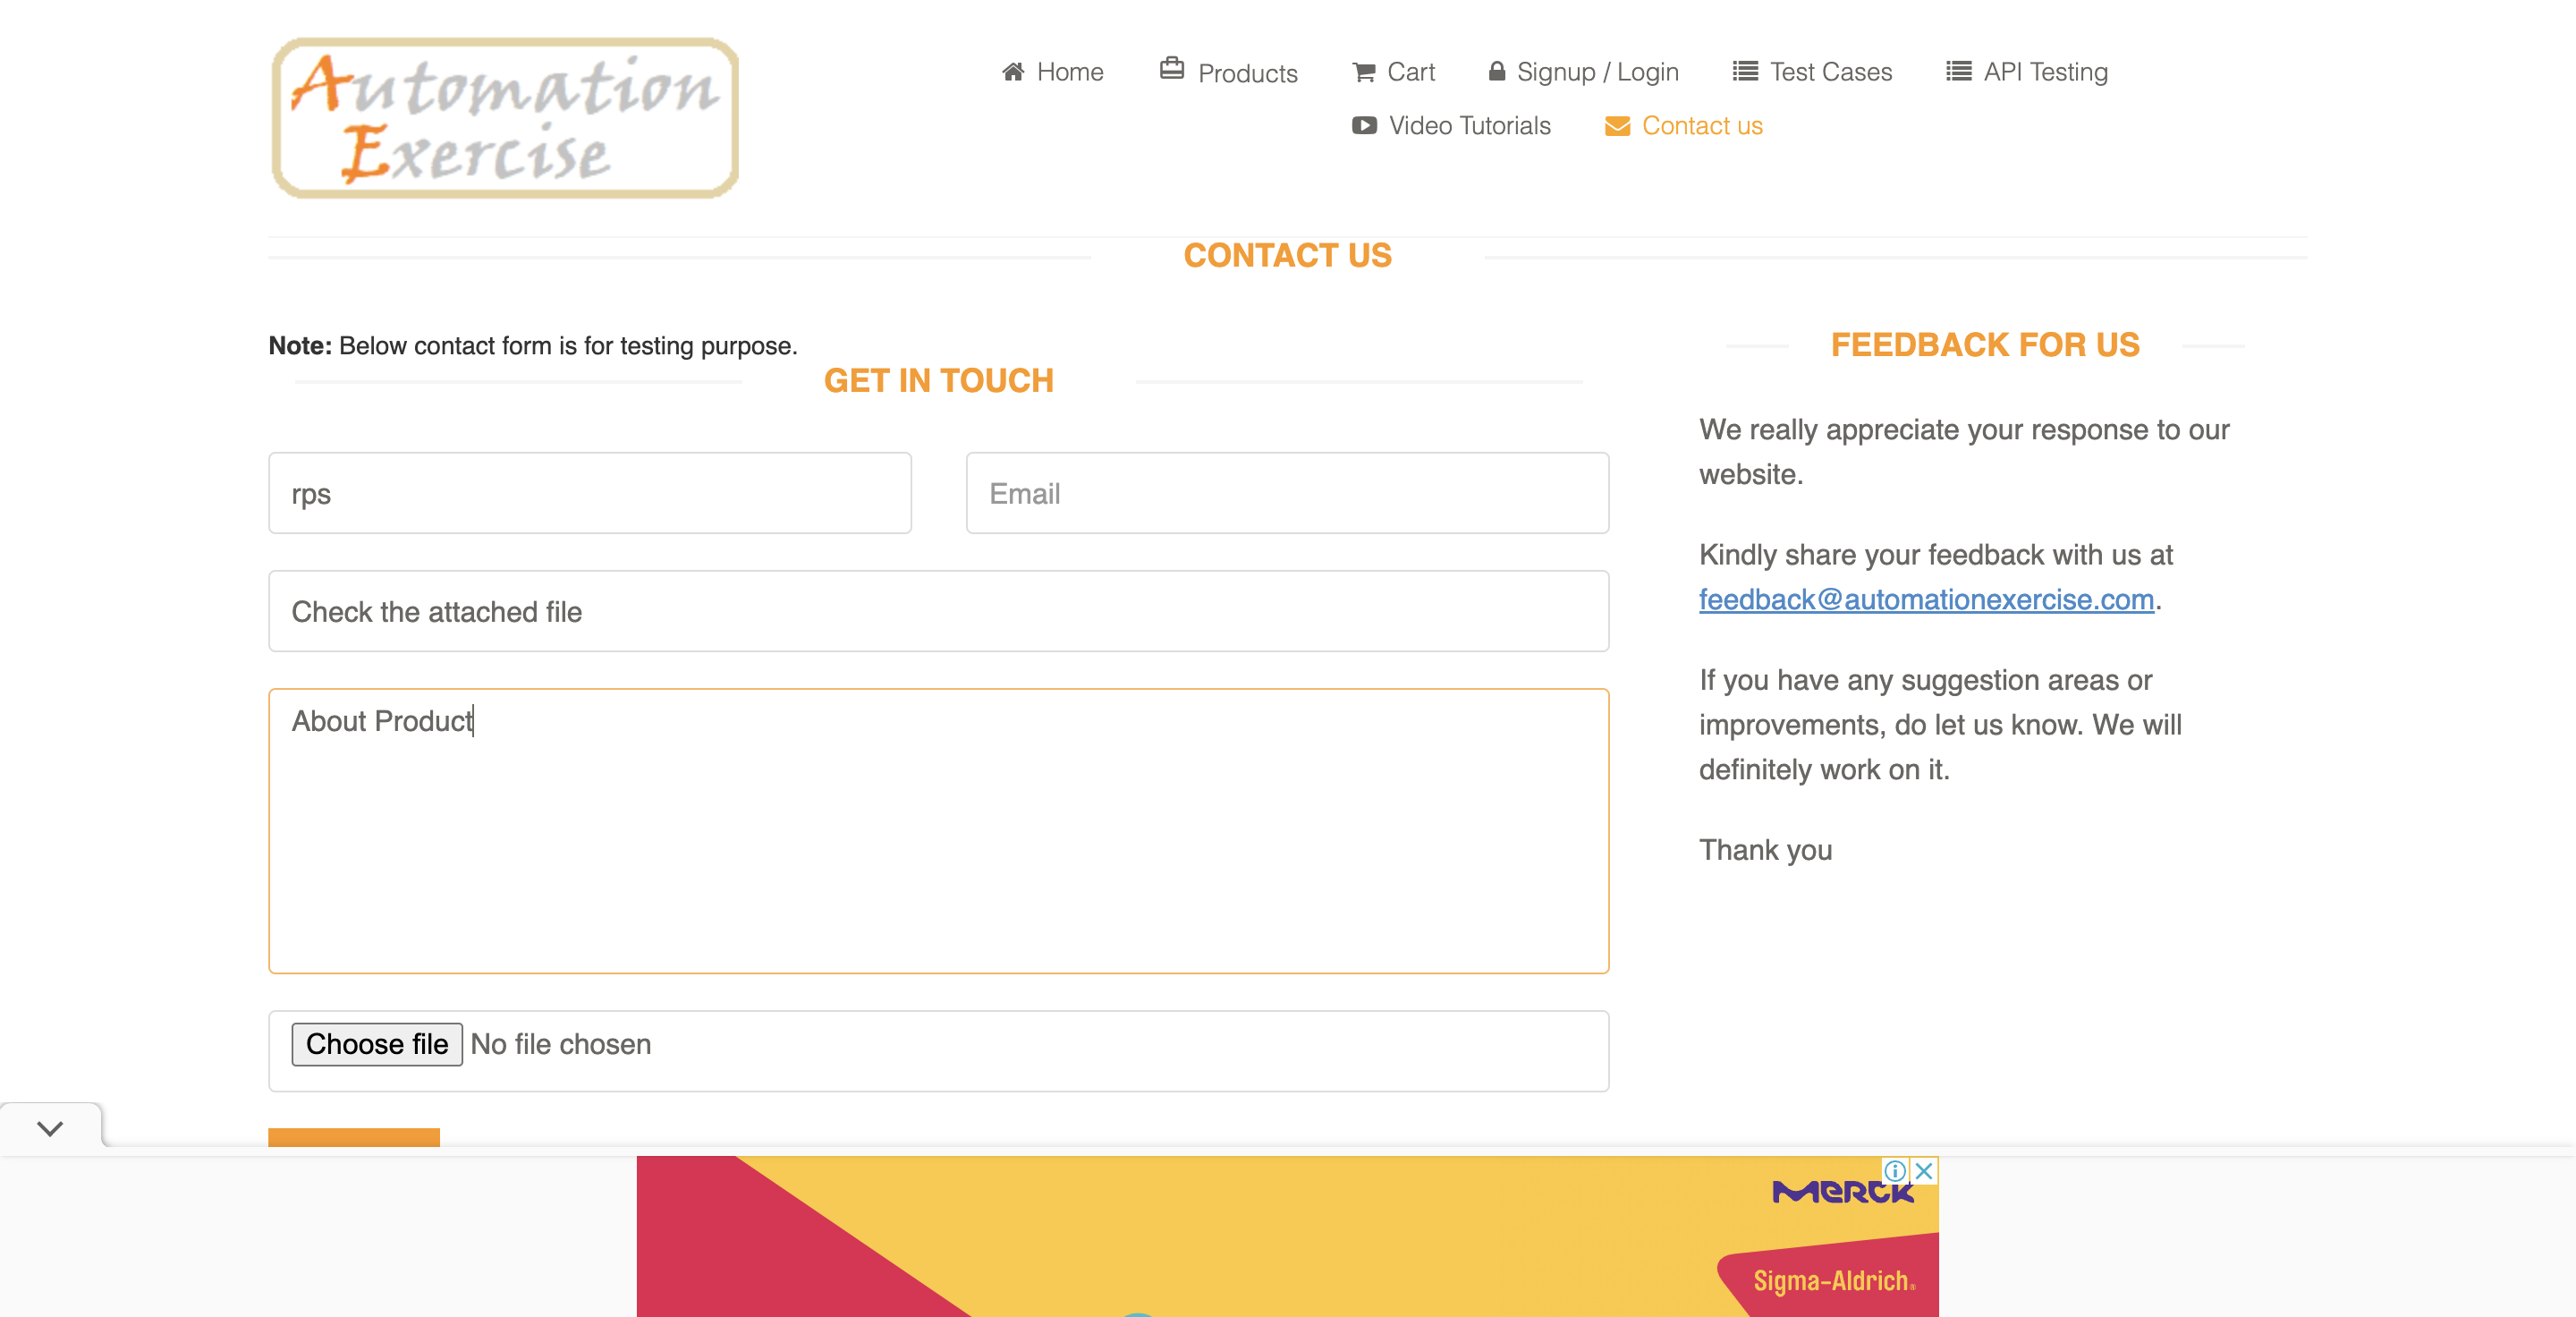 Automation
Exercise
Home
Products
Cart
Signup / Login
Test Cases
API Testing
Video Tutorials
Contact us
CONTACT US
Note: Below contact form is for testing purpose.
GET IN TOUCH
rps
Email
Check the attached file
About Product
Choose file No file chosen
FEEDBACK FOR US
We really appreciate your response to our
website.
Kindly share your feedback with us at
feedback@automationexercise.com.
If you have any suggestion areas or
improvements, do let us know. We will
definitely work on it.
Thank you
Merck
Sigma-Aldrich®